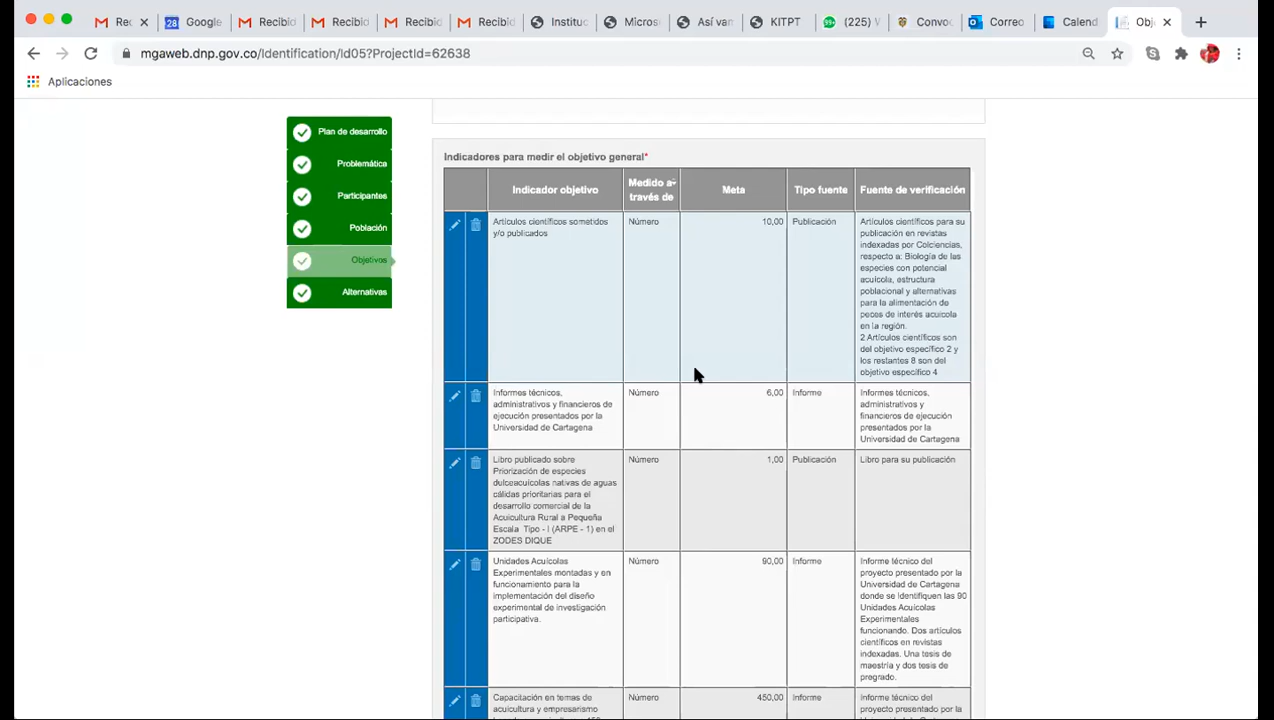 Rec
28 Google
Recibid
Recibio
Recibid
Recibid
Instituc
Micros
Así van
KITPT
99+ (225) W
Convoc
Correo
Calend
Obj
mgaweb.dnp.gov.co/Identification/Id05?ProjectId=62638
Aplicaciones
Plan de desarrollo
Problemática
Participantes
Población
Objetivos
Alternativas
Indicadores para medir el objetivo general*
Indicador objetivo
Medido a
través de
Meta
Tipo fuente
Fuente de verificación
Artículos científicos sometidos
y/o publicados
Número
10,00
Publicación
Artículos científicos para su
publicación en revistas
indexadas por Colciencias,
respecto a: Biología de las
especies con potencial
acuícola, estructura
poblacional y alternativas
para la alimentación de
peces de interés acuícola
en la región.
2 Artículos científicos son
del objetivo específico 2 y
los restantes 8 son del
objetivo específico 4
Informes técnicos,
administrativos y financieros de
ejecución presentados por la
Universidad de Cartagena
Número
6,00
Informe
Informes técnicos,
administrativos y
financieros de ejecución
presentados por la
Universidad de Cartagena
Libro publicado sobre
Priorización de especies
dulceacuícolas nativas de aguas
cálidas prioritarias para el
desarrollo comercial de la
Acuicultura Rural a Pequeña
Escala Tipo - I (ARPE - 1) en el
ZODES DIQUE
Número
1,00
Publicación
Libro para su publicación
Unidades Acuícolas
Experimentales montadas y en
funcionamiento para la
implementación del diseño
experimental de investigación
participativa.
Número
90,00
Informe
Informe técnico del
proyecto presentado por la
Universidad de Cartagena
donde se Identifiquen las 90
Unidades Acuícolas
Experimentales
funcionando. Dos artículos
científicos en revistas
indexadas. Una tesis de
maestría y dos tesis de
pregrado.
Capacitación en temas de
acuicultura y empresarismo
Número
450,00
Informe
Informe técnico del
proyecto presentado por la